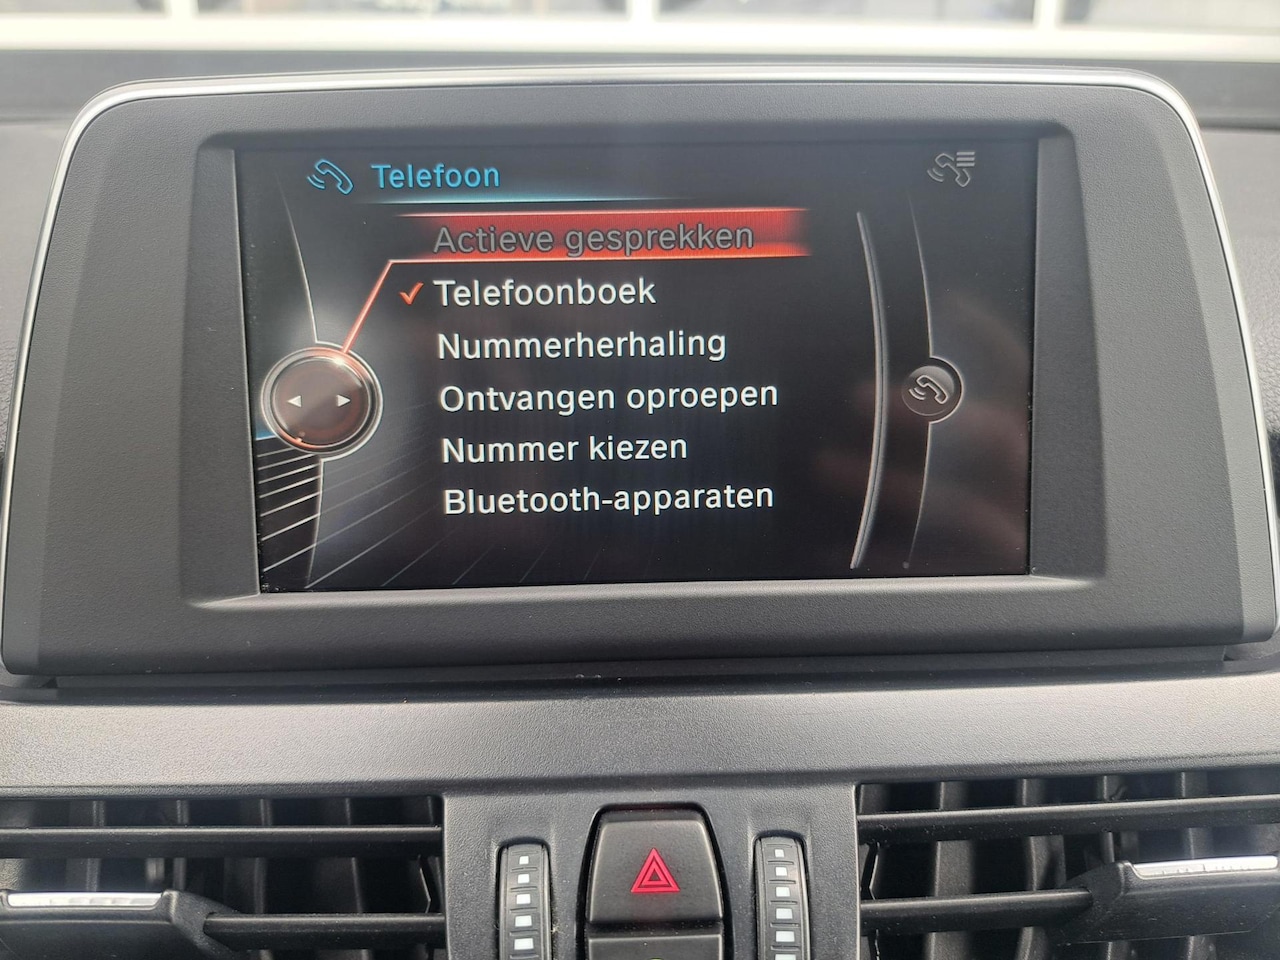 Telefoon
Actieve gesprekken
Telefoonboek
Nummerherhaling
Ontvangen oproepen
Nummer kiezen
Bluetooth-apparaten